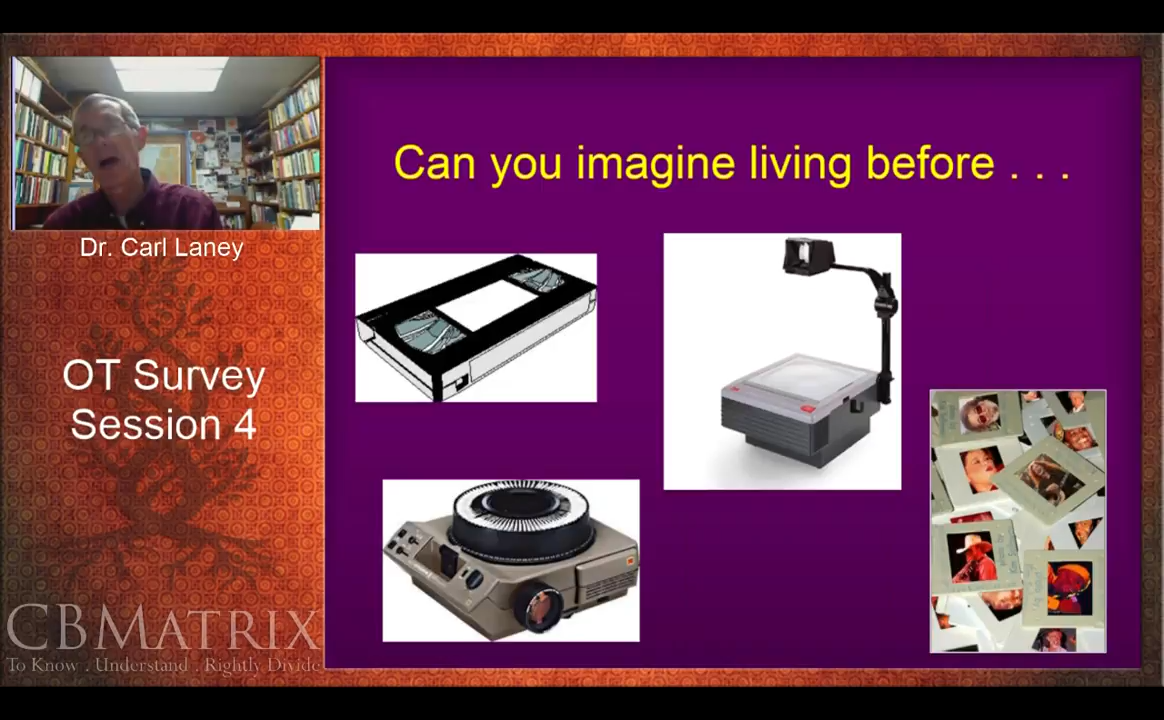 Can you imagine living before . . .
Dr. Carl Laney
OT Survey
Session 4
CBMATRIX
To Know . Understand . Rightly Divide